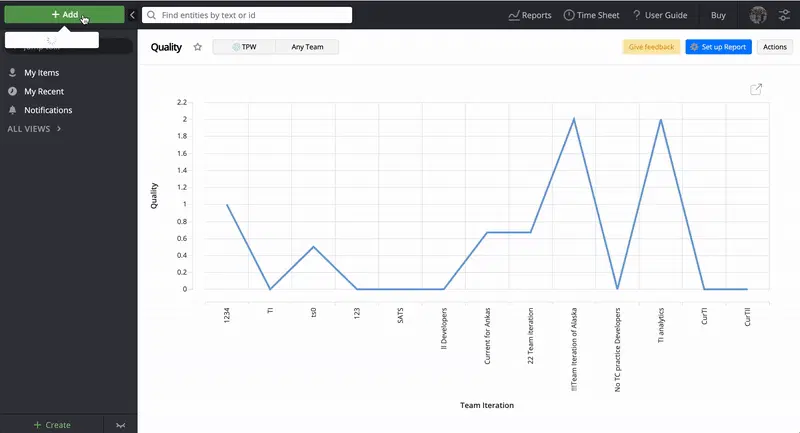 + Add
Find entities by text or id
Reports
Time Sheet
? User Guide
Buy
My Items
My Recent
Notifications
ALL VIEWS
+ Create
Quality
TPW
Any Team
Give feedback
Set up Report
Actions
Quality
2.2
2
1.8
1.6
1.4
1.2
1
0.8
0.6
0.4
0.2
0
1234
TI
ts0
123
SATS
II Developers
Current for Ankas
22 Team iteration
!!!Team Iteration of Alaska
No TC practice Developers
TI analytics
CurTI
CurTII
Team Iteration